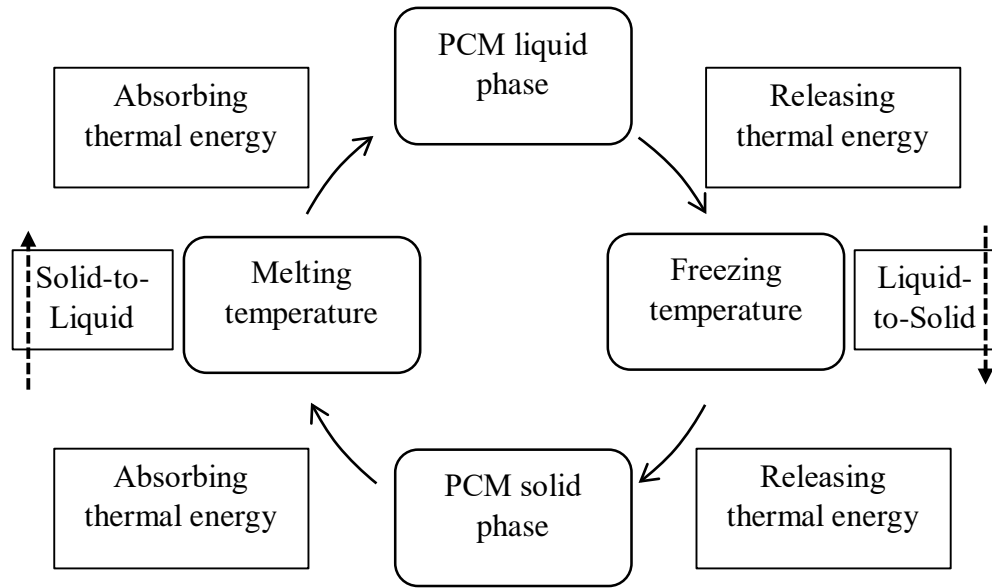 PCM liquid
phase
Absorbing
thermal energy
Releasing
thermal energy
Solid-to-
Liquid
Melting
temperature
Freezing
temperature
Liquid-
to-Solid
Absorbing
thermal energy
PCM solid
phase
Releasing
thermal energy